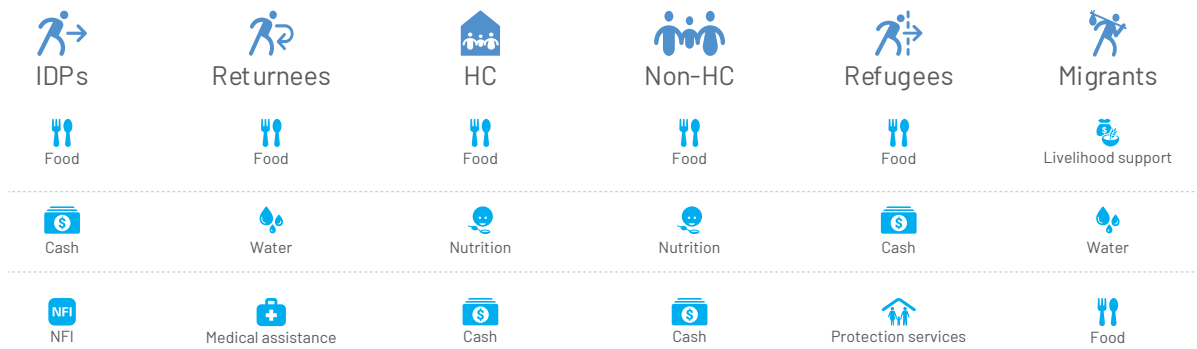 IDPs Returnees HC Non-HC Refugees Migrants
Food Food Food Food Food Livelihood support
$ $
Cash Water Nutrition Nutrition Cash Water
NFI
NFI Medical assistance Cash Cash Protection services Food